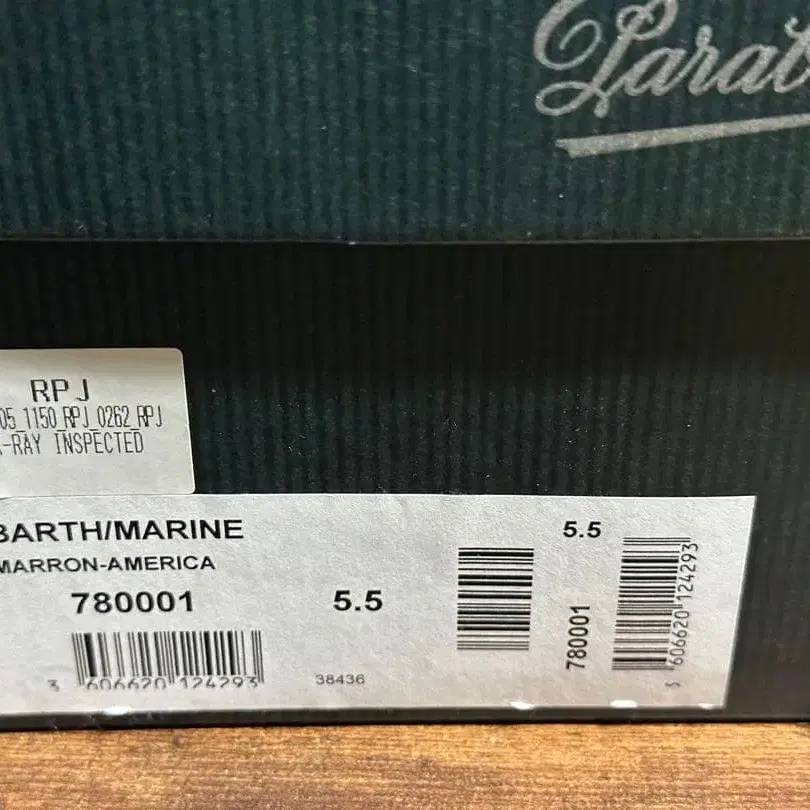 Parab
RPJ
05_1150_RPJ_0262_RPJ
-RAY INSPECTED
BARTH/MARINE
MARRON-AMERICA
780001
5.5
3 606620 124293
38436
5.5
780001
3 606620 124293